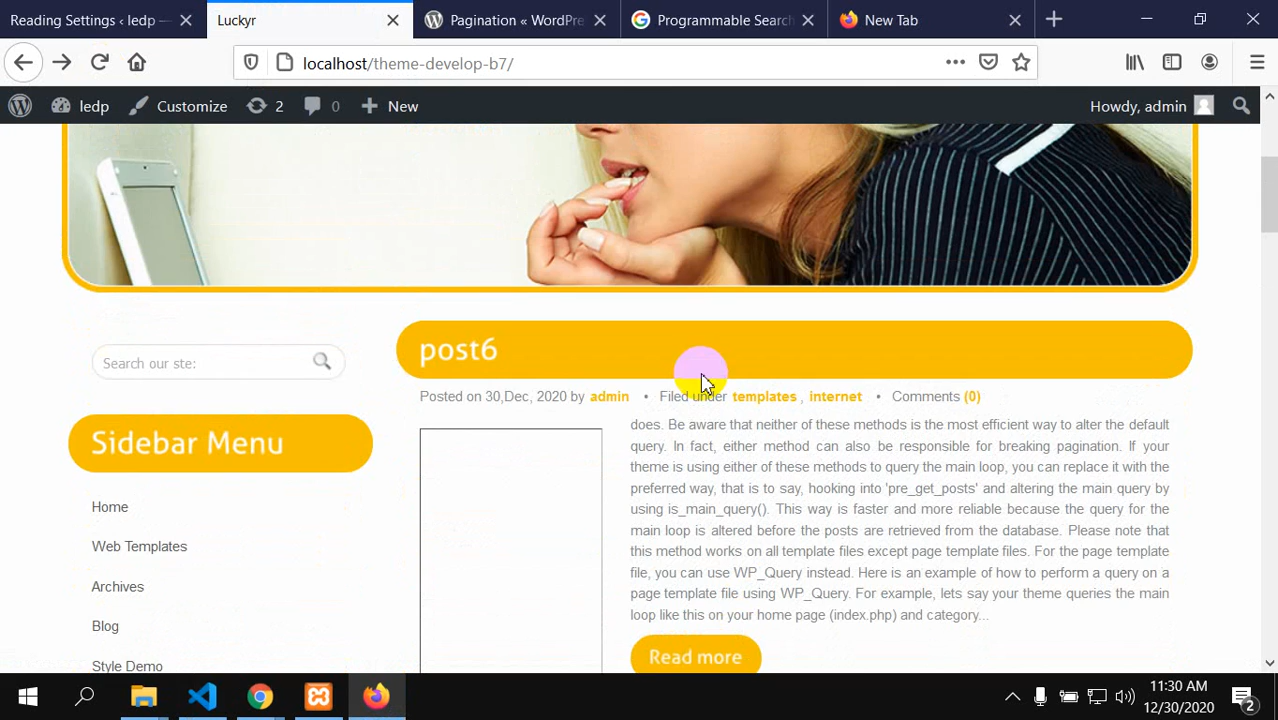 Reading Settings ‹ ledp —
Luckyr
Pagination « WordPre
Programmable Search
New Tab
localhost/theme-develop-b7/
ledp
Customize
2
0
New
Howdy, admin
post6
Search our ste:
Posted on 30,Dec, 2020 by admin • Filed under templates , internet • Comments (0)
Sidebar Menu
Home
Web Templates
Archives
Blog
Style Demo
does. Be aware that neither of these methods is the most efficient way to alter the default
query. In fact, either method can also be responsible for breaking pagination. If your
theme is using either of these methods to query the main loop, you can replace it with the
preferred way, that is to say, hooking into 'pre_get_posts' and altering the main query by
using is_main_query(). This way is faster and more reliable because the query for the
main loop is altered before the posts are retrieved from the database. Please note that
this method works on all template files except page template files. For the page template
file, you can use WP_Query instead. Here is an example of how to perform a query on a
page template file using WP_Query. For example, lets say your theme queries the main
loop like this on your home page (index.php) and category...
Read more
11:30 AM
12/30/2020
2